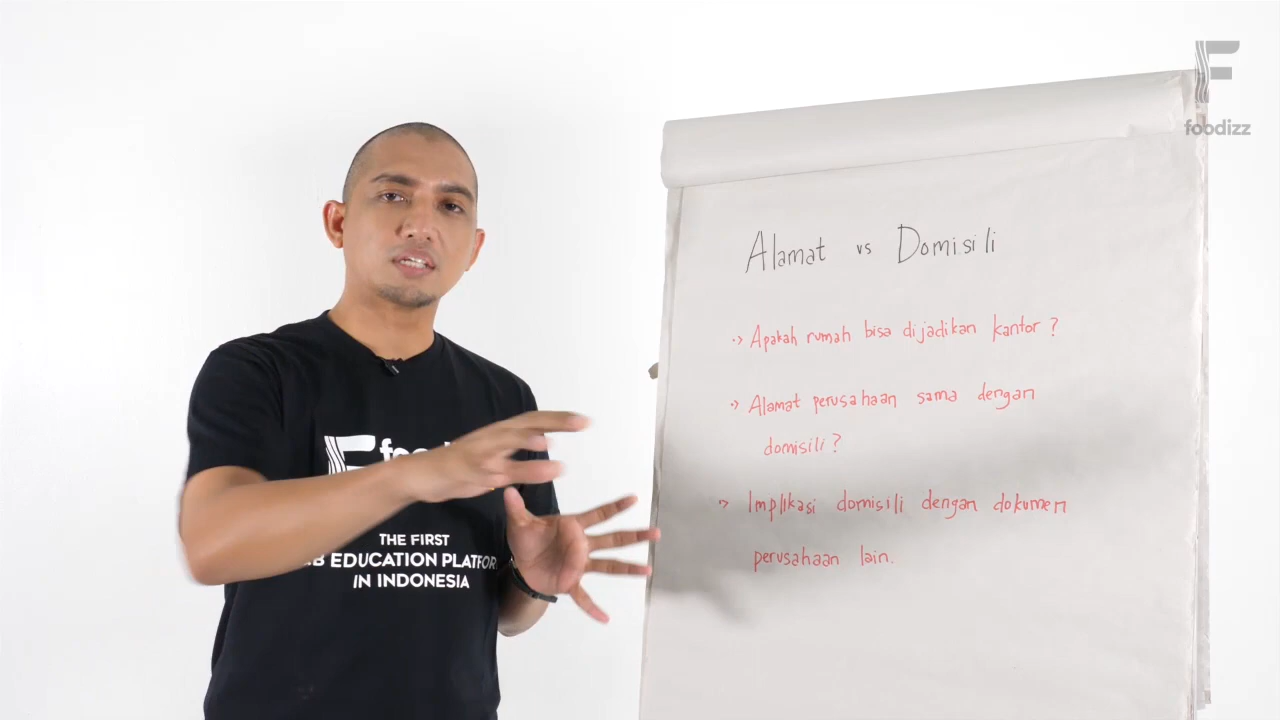 foodizz
Alamat vs Domisili
Apakah rumah bisa dijadikan kantor?
Alamat perusahaan sama dengan
domisili?
Implikasi domisili dengan dokumen
perusahaan lain.
THE FIRST
EDUCATION PLATFOR
IN INDONESIA